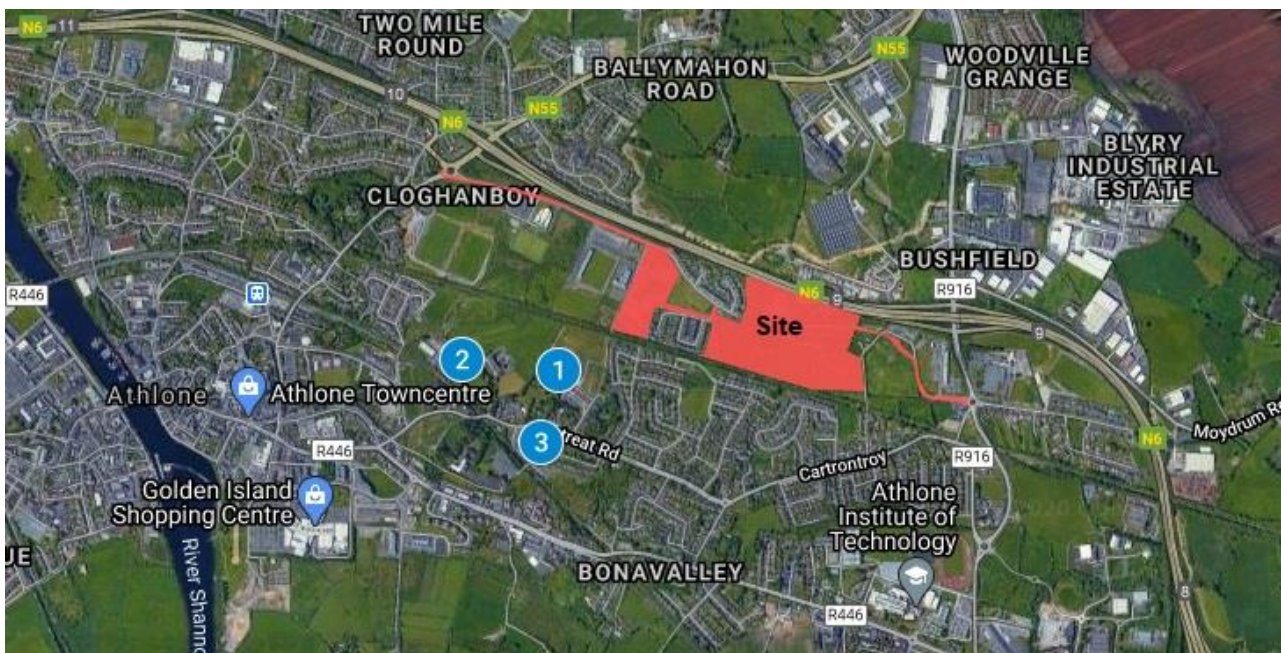 N6
11
TWO MILE
ROUND
N55
WOODVILLE
GRANGE
BALLYMAHON
ROAD
10
N55
N6
BLYRY
INDUSTRIAL
ESTATE
CLOGHANBOY
BUSHFIELD
R446
R916
N6
9
Site
9
2
1
Athlone
Athlone Towncentre
treat Rd
3
R446
N6
Moydrum Rd
Cartrontroy
R916
Golden Island
Shopping Centre
Athlone
Institute of
Technology
UE
River Shanno
BONAVALLEY
R446
8